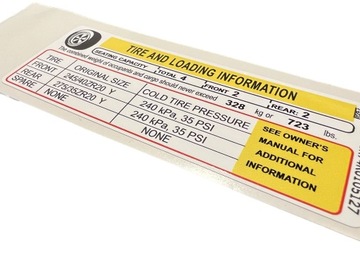 TIRE AND LOADING INFORMATION
SEATING CAPACITY TOTAL 4 FRONT 2 REAR: 2
The combined weight of occupants and cargo should never exceed 328 kg or 723 lbs.
TIRE ORIGINAL SIZE COLD TIRE PRESSURE
FRONT 245/40ZR20 Y 240 kPa, 35 PSI
REAR 275/35ZR20 Y 240 kPa, 35 PSI
SPARE NONE NONE
SEE OWNER'S
MANUAL FOR
ADDITIONAL
INFORMATION